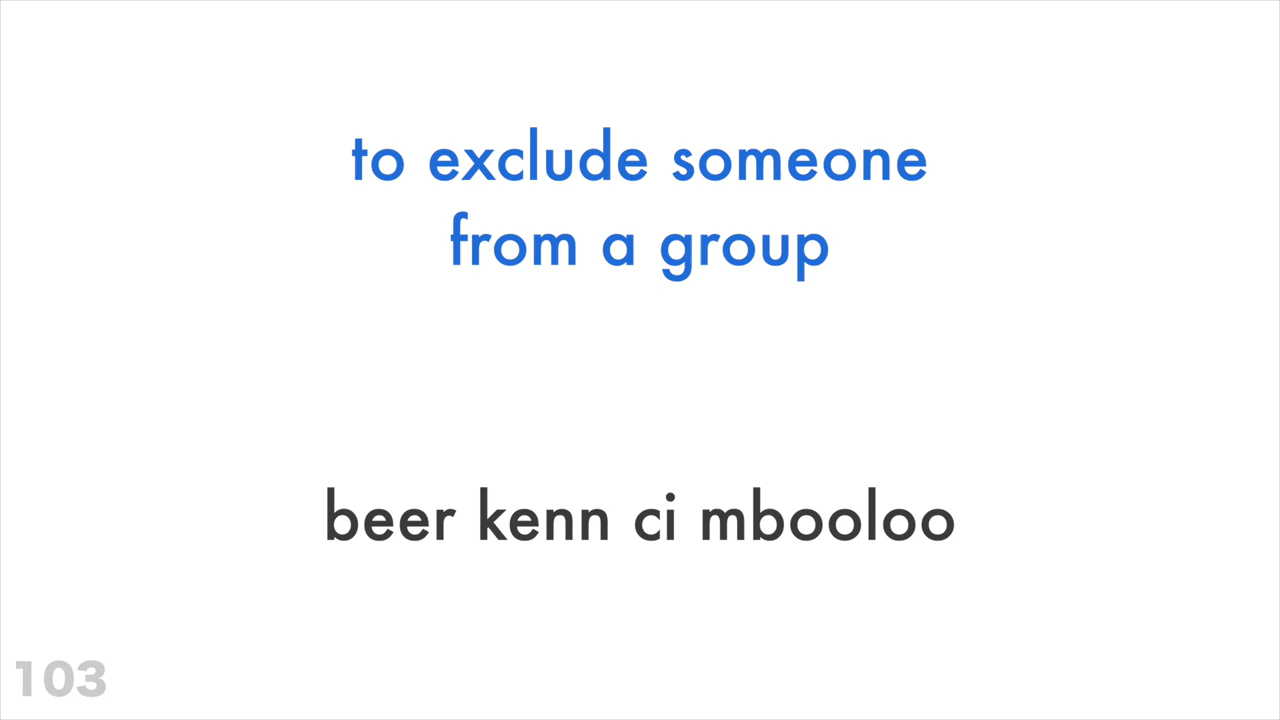 to exclude someone
from a group
beer kenn ci mbooloo
103